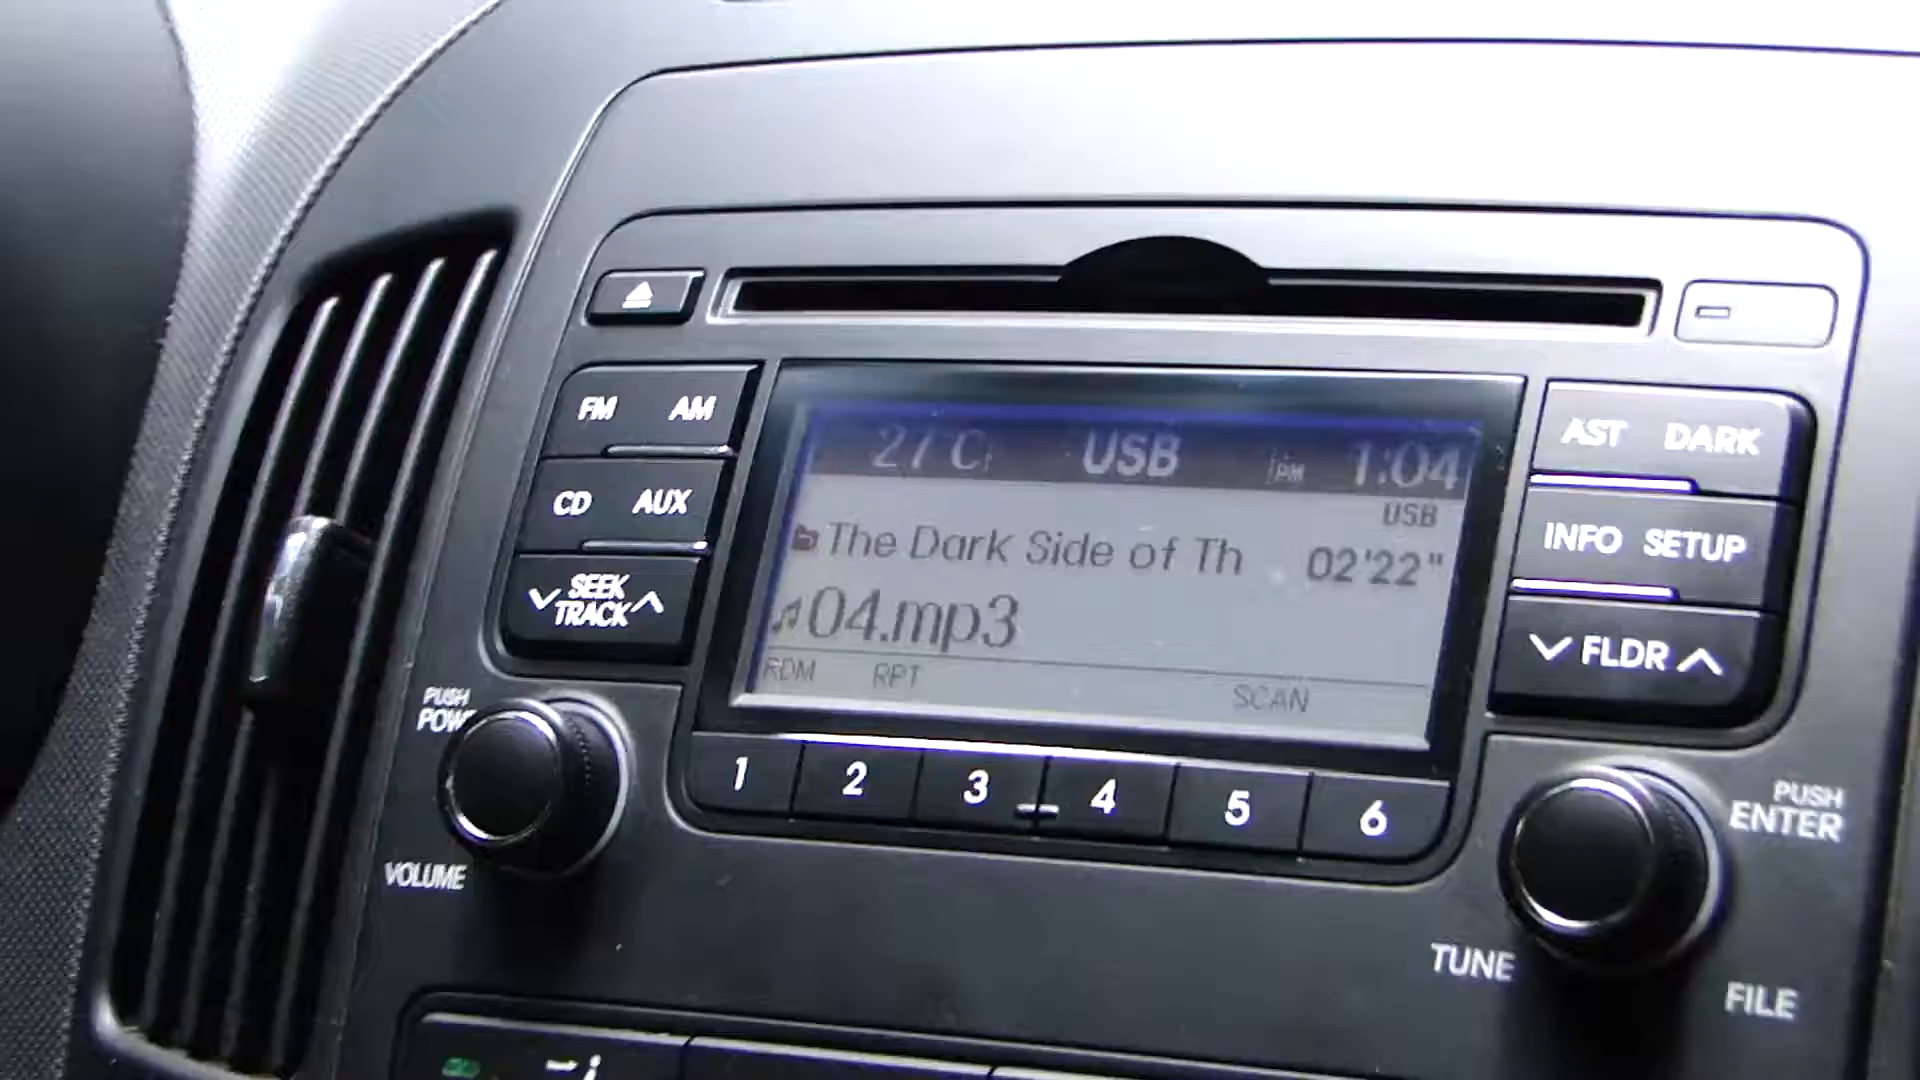 FM AM
CD AUX
SEEK
TRACK
PUSH
VOLUME
27°C USB PM 1:04
USB
The Dark Side of Th 02'22"
04.mp3
RDM RPT SCAN
1 2 3 4 5 6
AST DARK
INFO SETUP
FLDR
PUSH
ENTER
TUNE
FILE